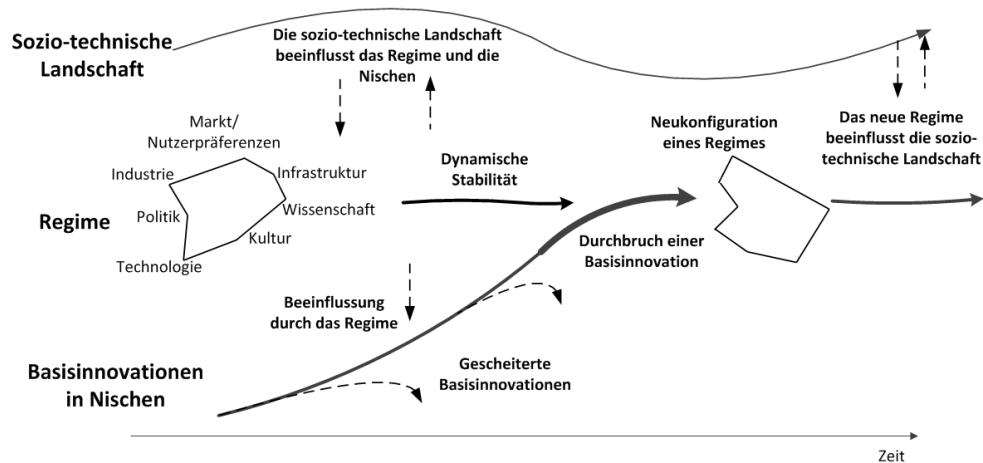 Sozio-technische
Landschaft
Die sozio-technische Landschaft
beeinflusst das Regime und die
Nischen
Das neue Regime
beeinflusst die sozio-
technische Landschaft
Markt/
Nutzerpräferenzen
Industrie
Infrastruktur
Regime
Politik
Wissenschaft
Kultur
Technologie
Dynamische
Stabilität
Neukonfiguration
eines Regimes
Durchbruch einer
Basisinnovation
Beeinflussung
durch das Regime
Basisinnovationen
in Nischen
Gescheiterte
Basisinnovationen
Zeit